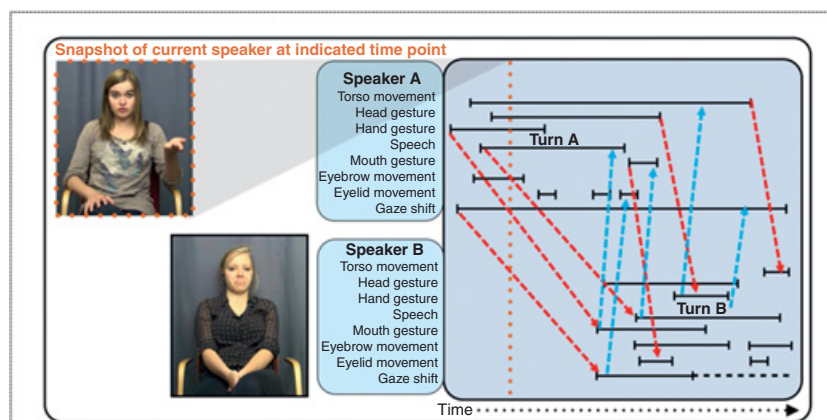 Snapshot of current speaker at indicated time point
Speaker A
Torso movement
Head gesture
Hand gesture
Speech
Mouth gesture
Eyebrow movement
Eyelid movement
Gaze shift
Turn A
Speaker B
Torso movement
Head gesture
Hand gesture
Speech
Mouth gesture
Eyebrow movement
Eyelid movement
Gaze shift
Turn B
Time